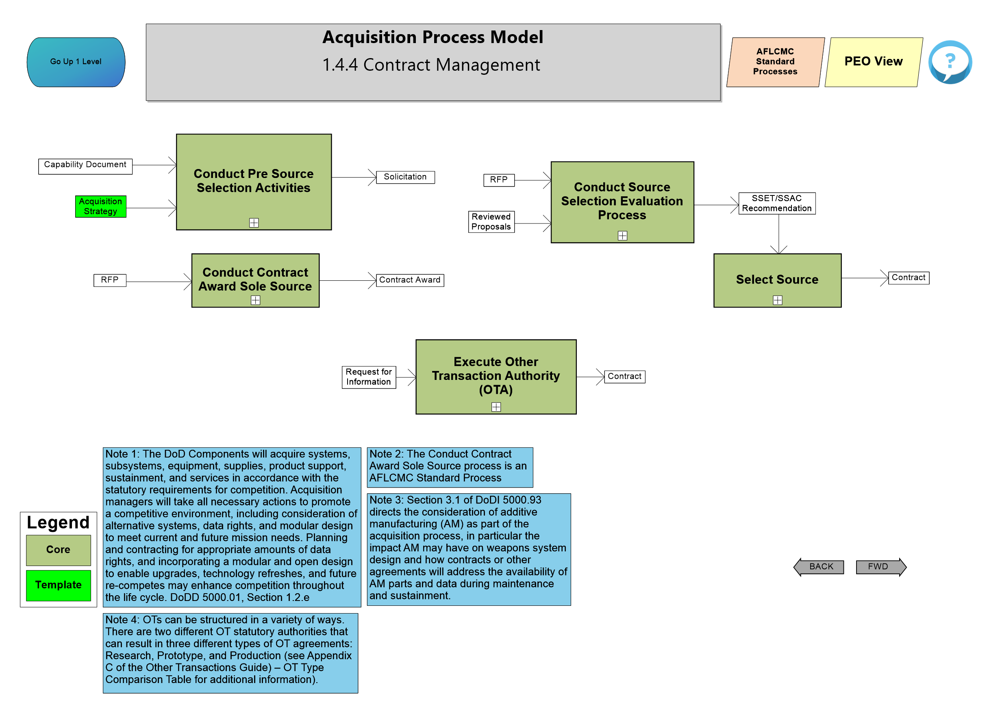 Go Up 1 Level
Acquisition Process Model
1.4.4 Contract Management
AFLCMC
Standard
Processes
PEO View
?
Capability Document
Acquisition
Strategy
Conduct Pre Source
Selection Activities
Solicitation
RFP
Reviewed
Proposals
Conduct Source
Selection Evaluation
Process
SSET/SSAC
Recommendation
RFP
Conduct Contract
Award Sole Source
Contract Award
Select Source
Contract
Request for
Information
Execute Other
Transaction Authority
(OTA)
Contract
Legend
Core
Template
Note 1: The DoD Components will acquire systems,
subsystems, equipment, supplies, product support,
sustainment, and services in accordance with the
statutory requirements for competition. Acquisition
managers will take all necessary actions to promote
a competitive environment, including consideration of
alternative systems, data rights, and modular design
to meet current and future mission needs. Planning
and contracting for appropriate amounts of data
rights, and incorporating a modular and open design
to enable upgrades, technology refreshes, and future
re-competes may enhance competition throughout
the life cycle. DoDD 5000.01, Section 1.2.e
Note 2: The Conduct Contract
Award Sole Source process is an
AFLCMC Standard Process
Note 3: Section 3.1 of DoDI 5000.93
directs the consideration of additive
manufacturing (AM) as part of the
acquisition process, in particular the
impact AM may have on weapons system
design and how contracts or other
agreements will address the availability of
AM parts and data during maintenance
and sustainment.
Note 4: OTs can be structured in a variety of ways.
There are two different OT statutory authorities that
can result in three different types of OT agreements:
Research, Prototype, and Production (see Appendix
C of the Other Transactions Guide) – OT Type
Comparison Table for additional information).
BACK
FWD